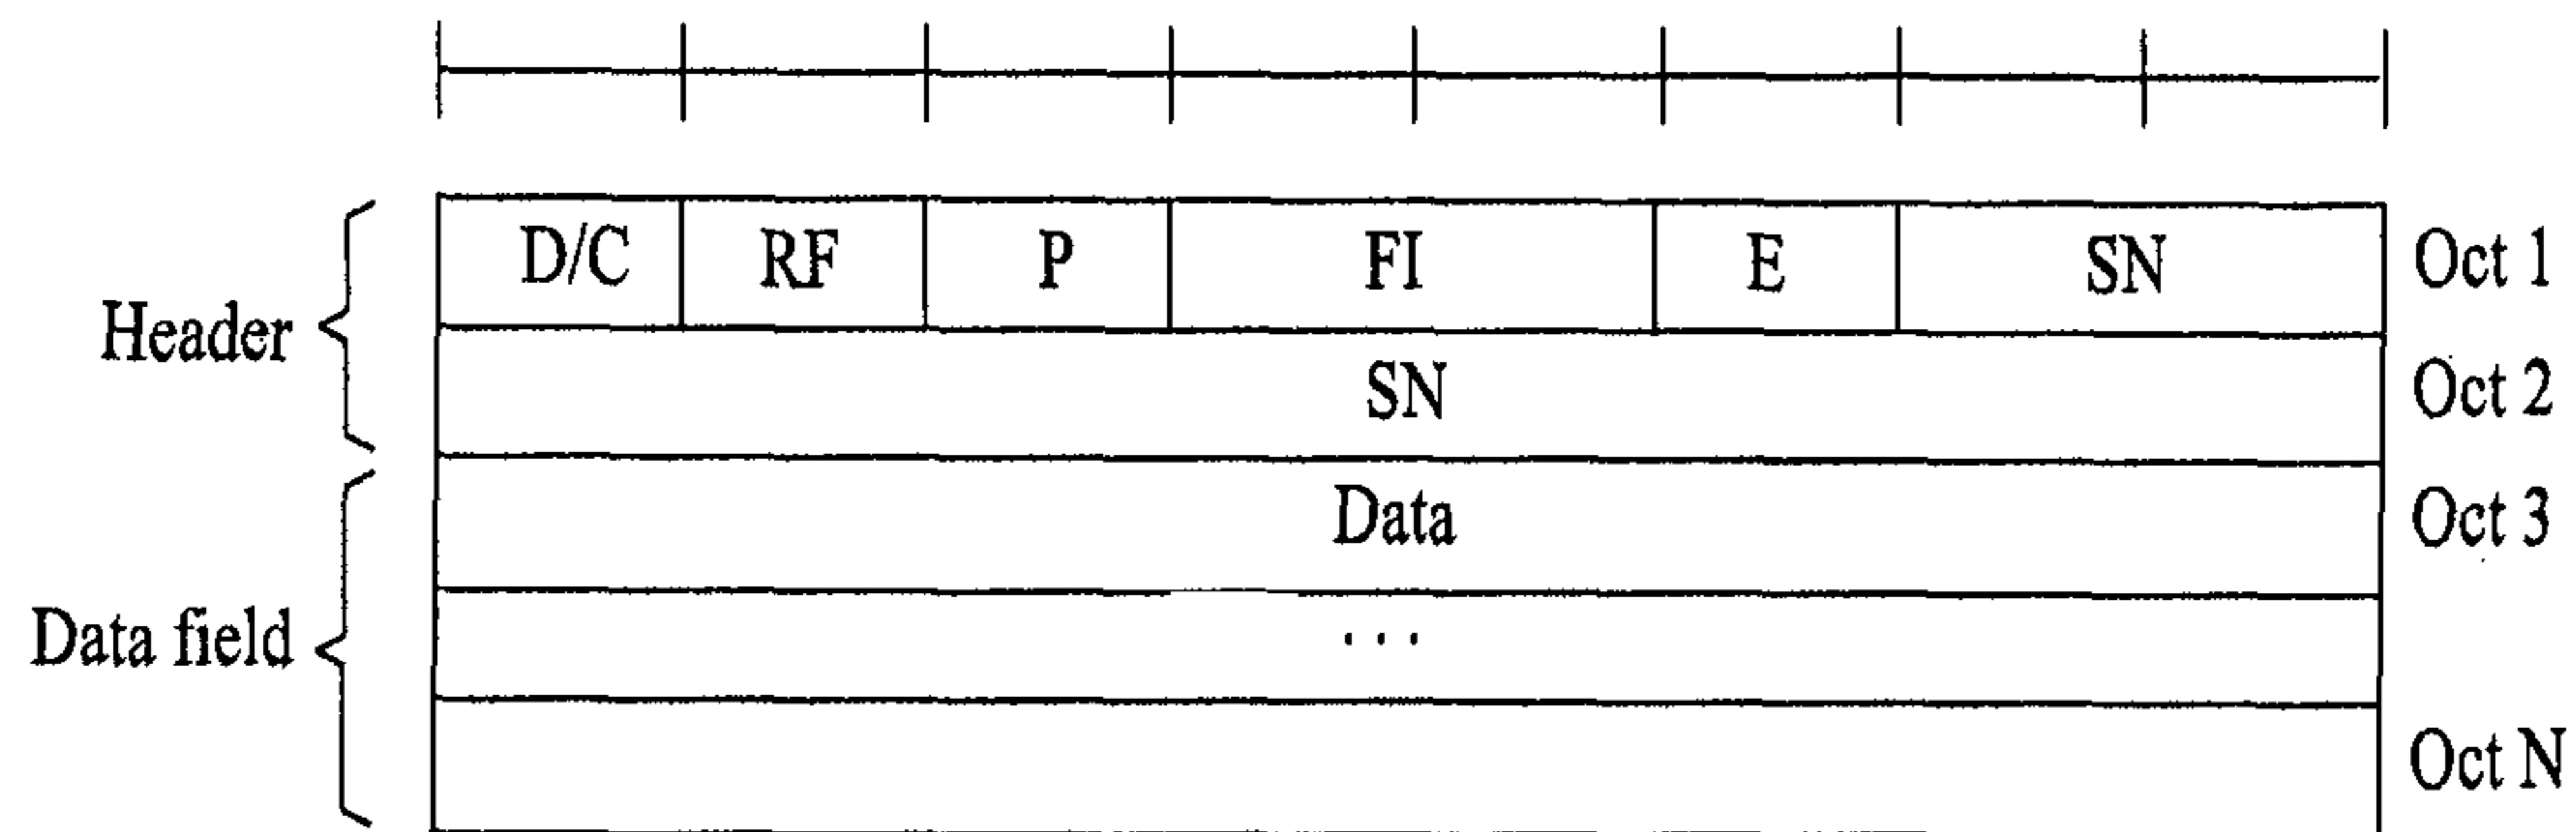 D/C RF P FI E SN Oct 1
Header
SN Oct 2
Data Oct 3
Data field
...
Oct N